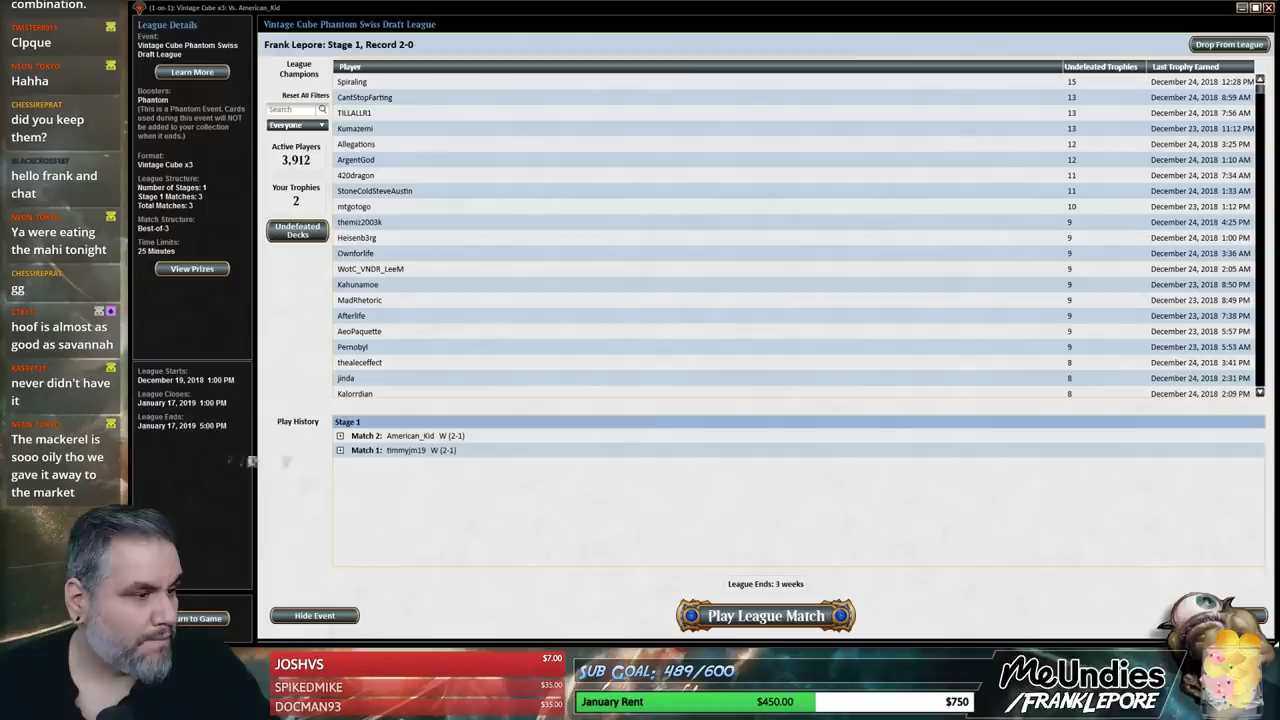 combination.
TWISTER6911
Clpque
NEON_TOKYO
Hahha
CHESSIREPRAT
did you keep
them?
BLACKCROSS187
hello frank and
chat
NEON_TOKYO
Ya were eating
the mahi tonight
CHESSIREPRAT
gg
hoof is almost as
good as savannah
KASRY121
never didn't have
it
NEON_TOKYO
The mackerel is
sooo oily tho we
gave it away to
the market
(1-on-1): Vintage Cube x3: Vs. American_Kid
League Details
Event:
Vintage Cube Phantom Swiss
Draft League
Learn More
Boosters:
Phantom
(This is a Phantom Event. Cards
used during this event will NOT
be added to your collection
when it ends.)
Format:
Vintage Cube x3
League Structure:
Number of Stages: 1
Stage 1 Matches: 3
Total Matches: 3
Match Structure:
Best-of-3
Time Limits:
25 Minutes
View Prizes
League Starts:
December 19, 2018 1:00 PM
League Closes:
January 17, 2019 1:00 PM
League Ends:
January 17, 2019 5:00 PM
urn to Game
Vintage Cube Phantom Swiss Draft League
Frank Lepore: Stage 1, Record 2-0
Drop From League
League
Champions
Reset All Filters
Search
Everyone
Active Players
3,912
Your Trophies
2
Undefeated
Decks
Player Undefeated Trophies Last Trophy Earned
Spiraling 15 December 24, 2018 12:28 PM
CantStopFarting 13 December 24, 2018 8:59 AM
TILLALLR1 13 December 24, 2018 7:56 AM
Kumazemi 13 December 23, 2018 11:12 PM
Allegations 12 December 24, 2018 3:25 PM
ArgentGod 12 December 24, 2018 1:10 AM
420dragon 11 December 24, 2018 7:34 AM
StoneColdSteveAustin 11 December 24, 2018 1:33 AM
mtgotogo 10 December 23, 2018 1:12 PM
themiz2003k 9 December 24, 2018 4:25 PM
Heisenb3rg 9 December 24, 2018 1:00 PM
Ownforlife 9 December 24, 2018 3:36 AM
WotC_VNDR_LeeM 9 December 24, 2018 2:05 AM
Kahunamoe 9 December 23, 2018 8:50 PM
MadRhetoric 9 December 23, 2018 8:49 PM
Afterlife 9 December 23, 2018 7:38 PM
AeoPaquette 9 December 23, 2018 5:57 PM
Pernobyl 9 December 23, 2018 5:53 AM
thealeceffect 8 December 24, 2018 3:41 PM
jinda 8 December 24, 2018 2:31 PM
Kalorrdian 8 December 24, 2018 2:09 PM
Play History
Stage 1
Match 2: American_Kid W (2-1)
Match 1: timmyjm19 W (2-1)
League Ends: 3 weeks
Hide Event
Play League Match
JOSHVS $7.00
SPIKEDMIKE $35.00
DOCMAN93 $35.00
SUB GOAL: 489/600
January Rent $450.00 $750
MeUndies
/FRANKLEPORE